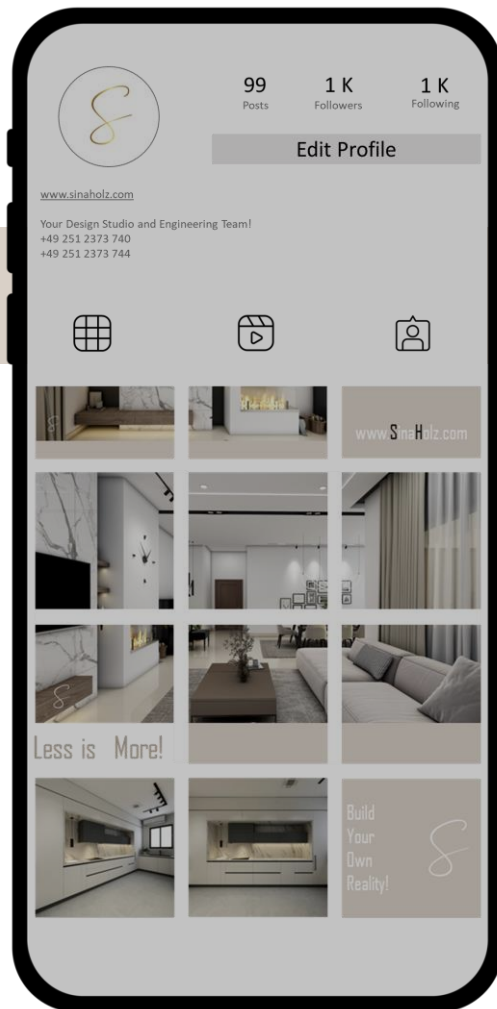 99
1 K
1 K
Posts
Followers
Following
Edit Profile
www.sinaholz.com
Your Design Studio and Engineering Team!
+49 251 2373 740
+49 251 2373 744
www.SinaHolz.com
Less is More!
Build
Your
Own
Reality!